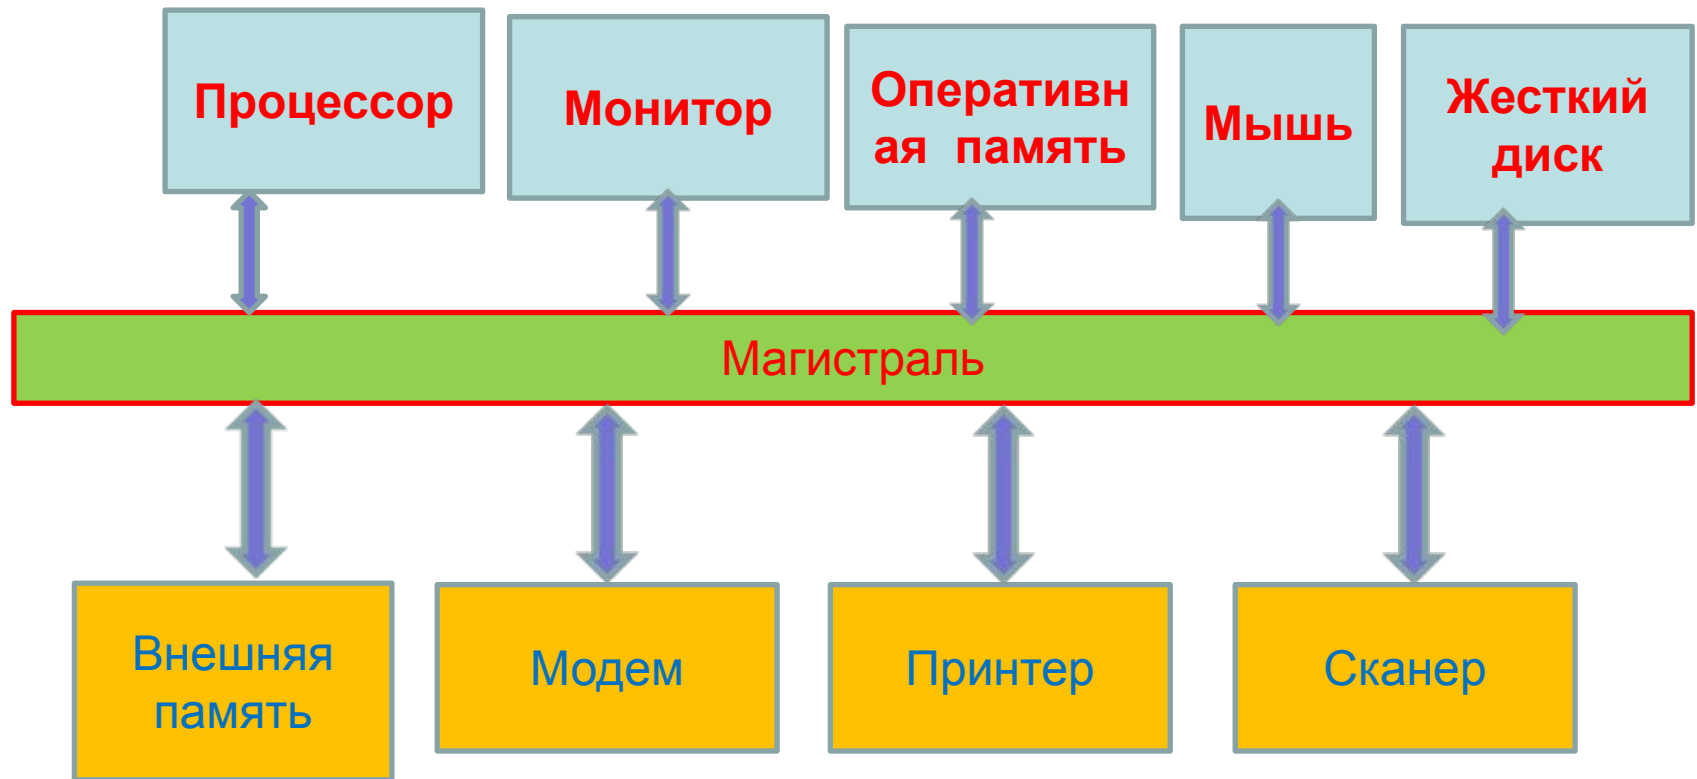 Процессор
Монитор
Оперативн
ая память
Мышь
Жесткий
диск
Магистраль
Внешняя
память
Модем
Принтер
Сканер